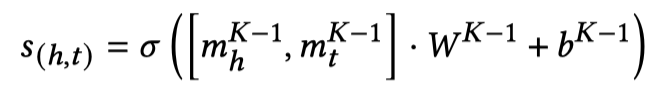 s_{(h,t)} = σ([m_h^{K-1}, m_t^{K-1}] · W^{K-1} + b^{K-1})